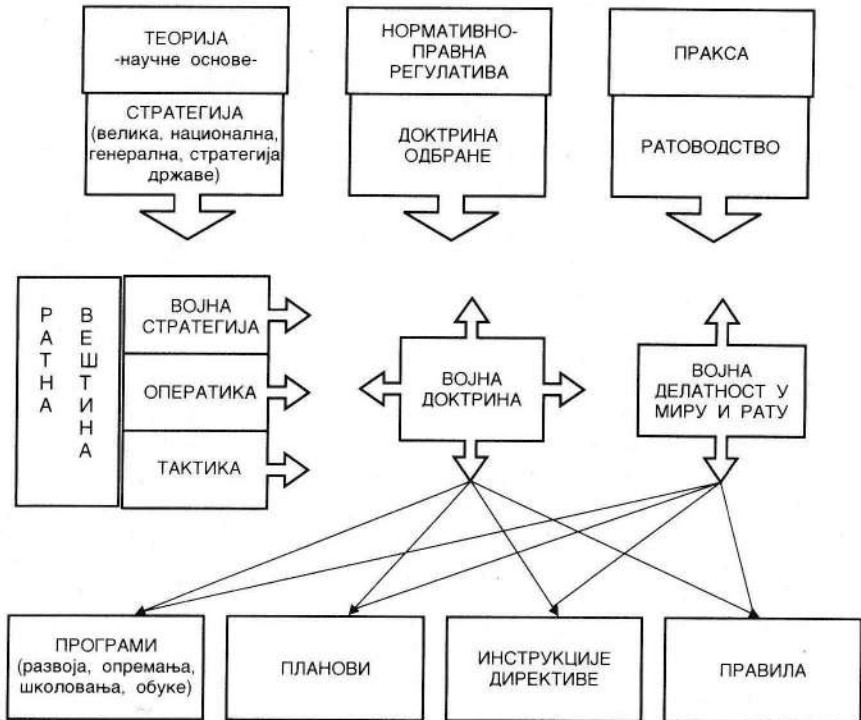 ТЕОРИЈА
-научне основе-
СТРАТЕГИЈА
(велика, национална,
генерална, стратегија
државе)
НОРМАТИВНО-
ПРАВНА
РЕГУЛАТИВА
ДОКТРИНА
ОДБРАНЕ
ПРАКСА
РАТОВОДСТВО
РАТНА
ВЕШТИНА
ВОЈНА
СТРАТЕГИЈА
ОПЕРАТИКА
ТАКТИКА
ВОЈНА
ДОКТРИНА
ВОЈНА
ДЕЛАТНОСТ У
МИРУ И РАТУ
ПРОГРАМИ
(развоја, опремања,
школовања, обуке)
ПЛАНОВИ
ИНСТРУКЦИЈЕ
ДИРЕКТИВЕ
ПРАВИЛА